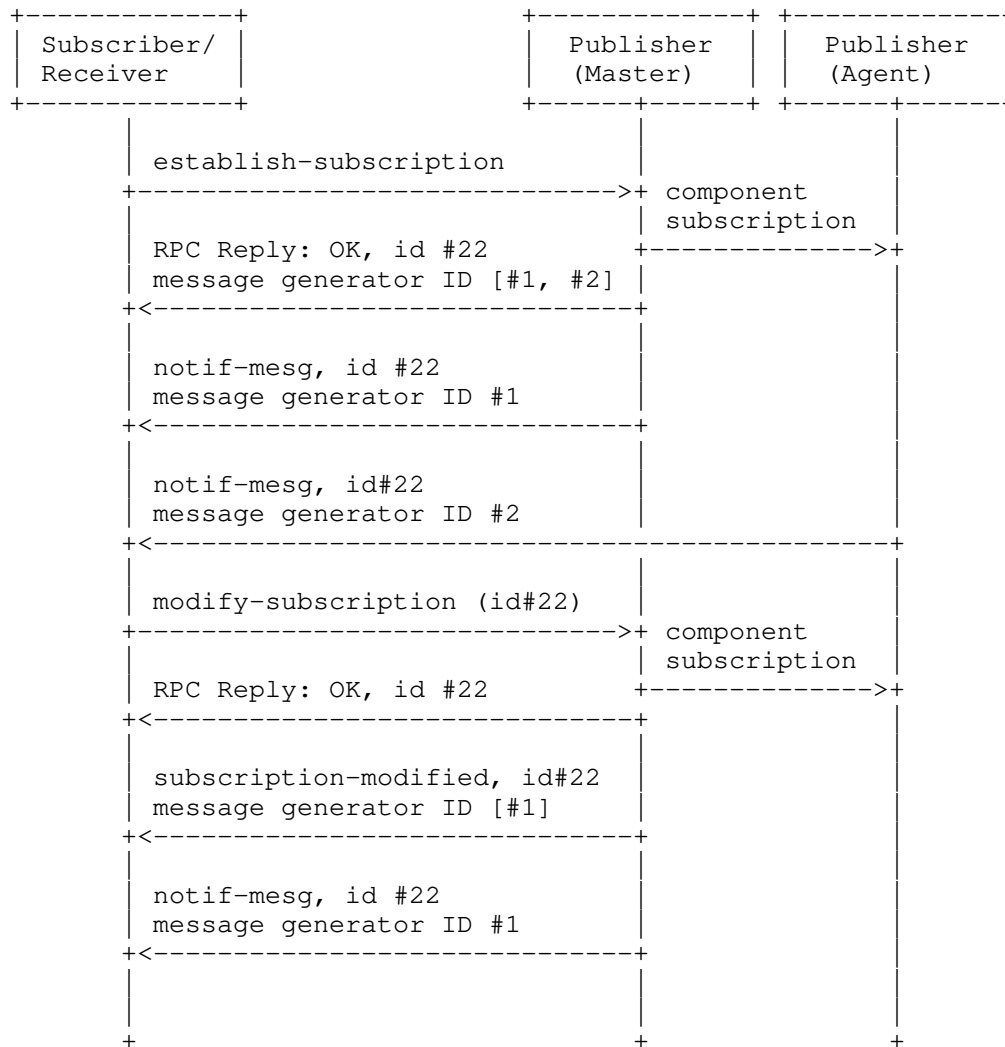 Subscriber/ Publisher Publisher
Receiver (Master) (Agent)
establish-subscription
component
subscription
RPC Reply: OK, id #22
message generator ID [#1, #2]
notif-mesg, id #22
message generator ID #1
notif-mesg, id#22
message generator ID #2
modify-subscription (id#22)
component
subscription
RPC Reply: OK, id #22
subscription-modified, id#22
message generator ID [#1]
notif-mesg, id #22
message generator ID #1